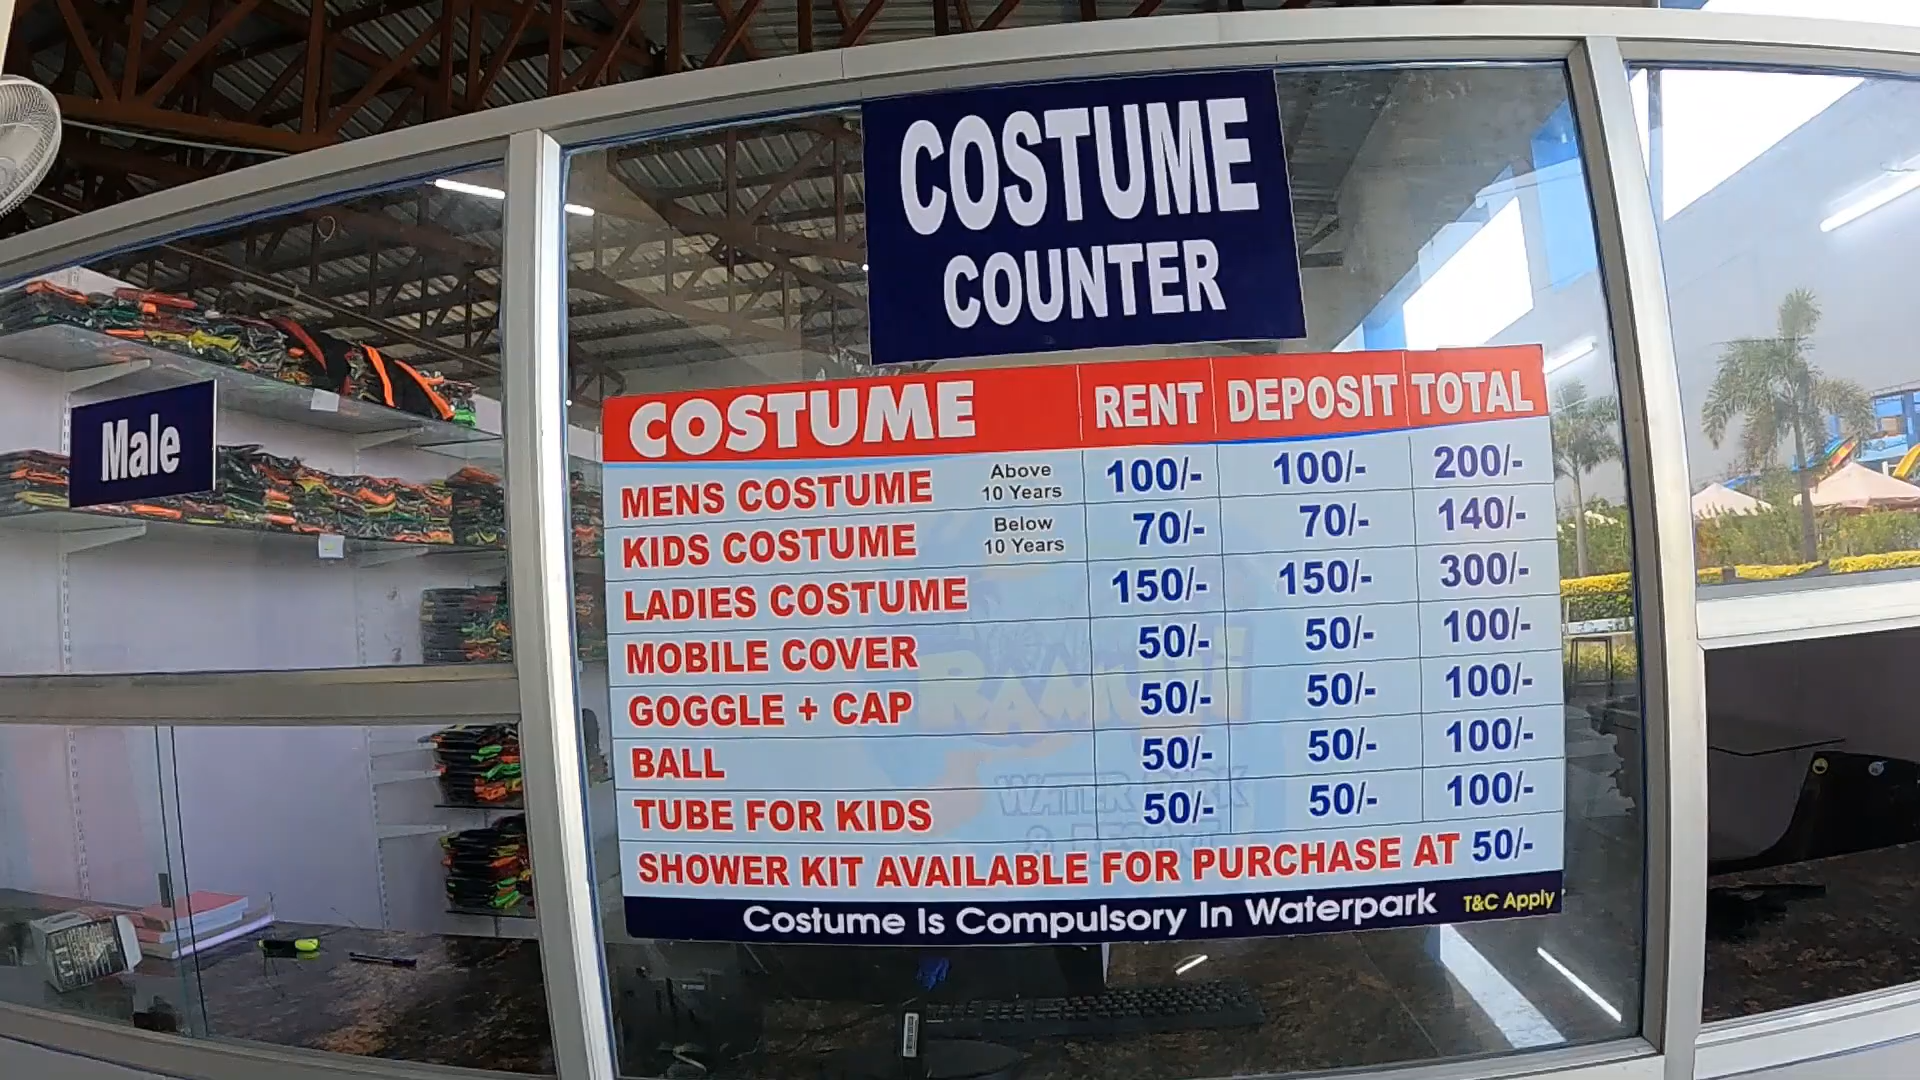 COSTUME
COUNTER
Male
COSTUME RENT DEPOSIT TOTAL
MENS COSTUME Above 10 Years 100/- 100/- 200/-
KIDS COSTUME Below 10 Years 70/- 70/- 140/-
LADIES COSTUME 150/- 150/- 300/-
MOBILE COVER 50/- 50/- 100/-
GOGGLE + CAP 50/- 50/- 100/-
BALL 50/- 50/- 100/-
TUBE FOR KIDS 50/- 50/- 100/-
SHOWER KIT AVAILABLE FOR PURCHASE AT 50/-
Costume Is Compulsory In Waterpark T&C Apply